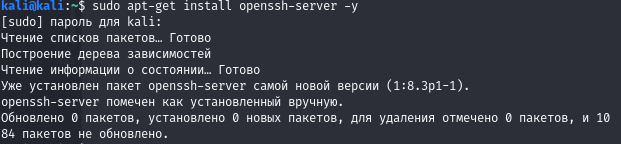 kali@kali:~$ sudo apt-get install openssh-server -y
[sudo] пароль для kali:
Чтение списков пакетов… Готово
Построение дерева зависимостей
Чтение информации о состоянии… Готово
Уже установлен пакет openssh-server самой новой версии (1:8.3p1-1).
openssh-server помечен как установленный вручную.
Обновлено 0 пакетов, установлено 0 новых пакетов, для удаления отмечено 0 пакетов, и 10
84 пакетов не обновлено.